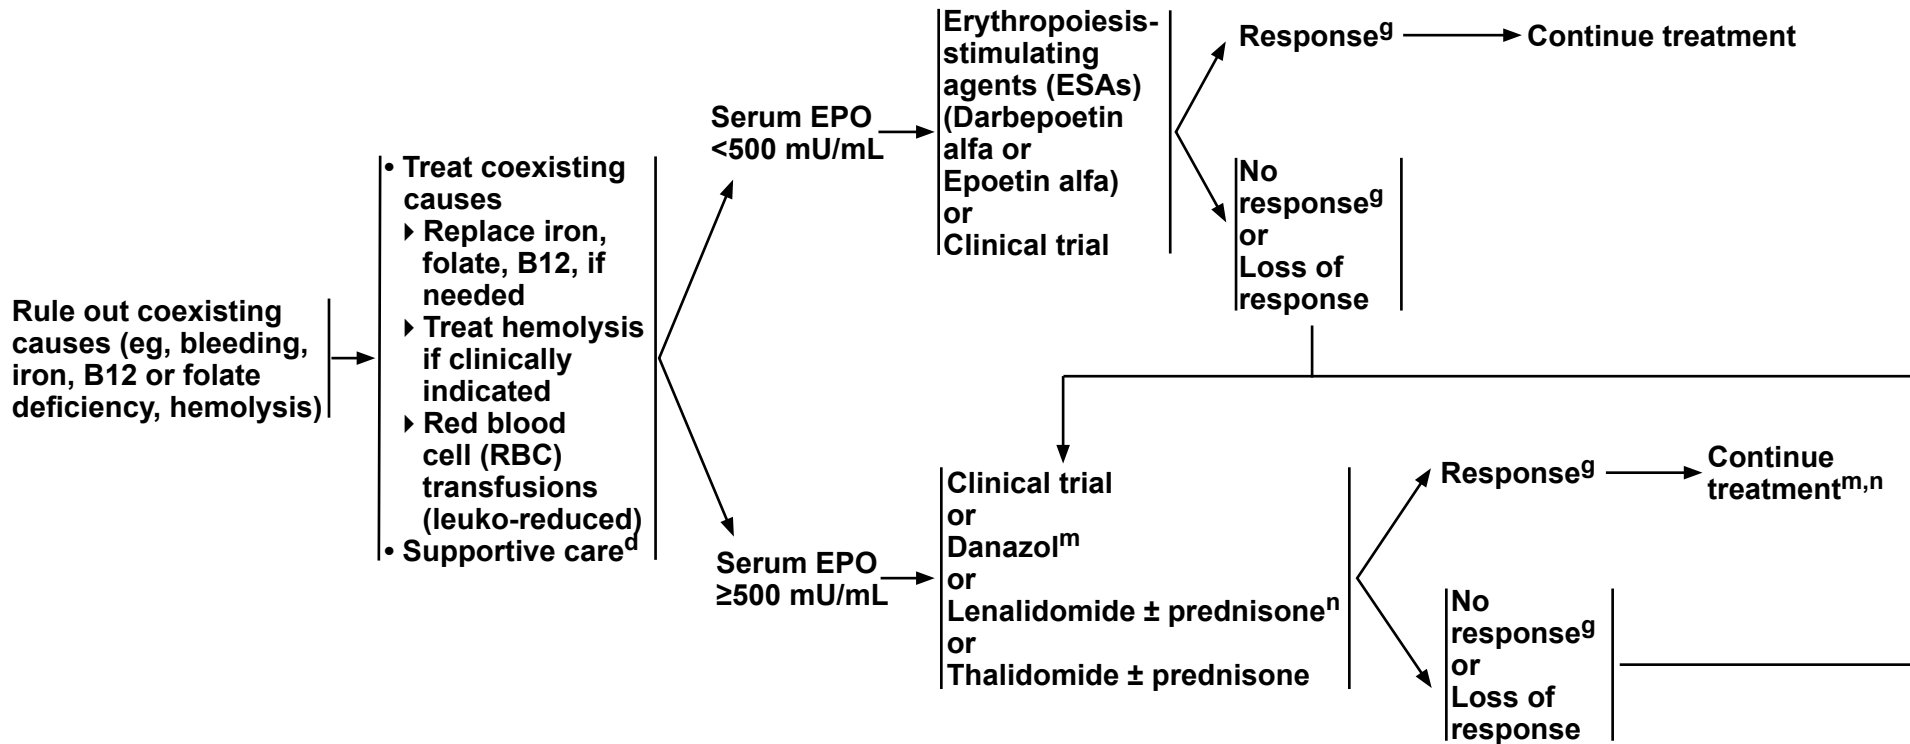 Rule out coexisting
causes (eg, bleeding,
iron, B12 or folate
deficiency, hemolysis)
• Treat coexisting
causes
▸ Replace iron,
folate, B12, if
needed
▸ Treat hemolysis
if clinically
indicated
▸ Red blood
cell (RBC)
transfusions
(leuko-reduced)
• Supportive care^d
Serum EPO
<500 mU/mL
Erythropoiesis-
stimulating
agents (ESAs)
(Darbepoetin
alfa or
Epoetin alfa)
or
Clinical trial
Response^g
Continue treatment
No
response^g
or
Loss of
response
Serum EPO
≥500 mU/mL
Clinical trial
or
Danazol^m
or
Lenalidomide ± prednisone^n
or
Thalidomide ± prednisone
Response^g
Continue
treatment^m,n
No
response^g
or
Loss of
response